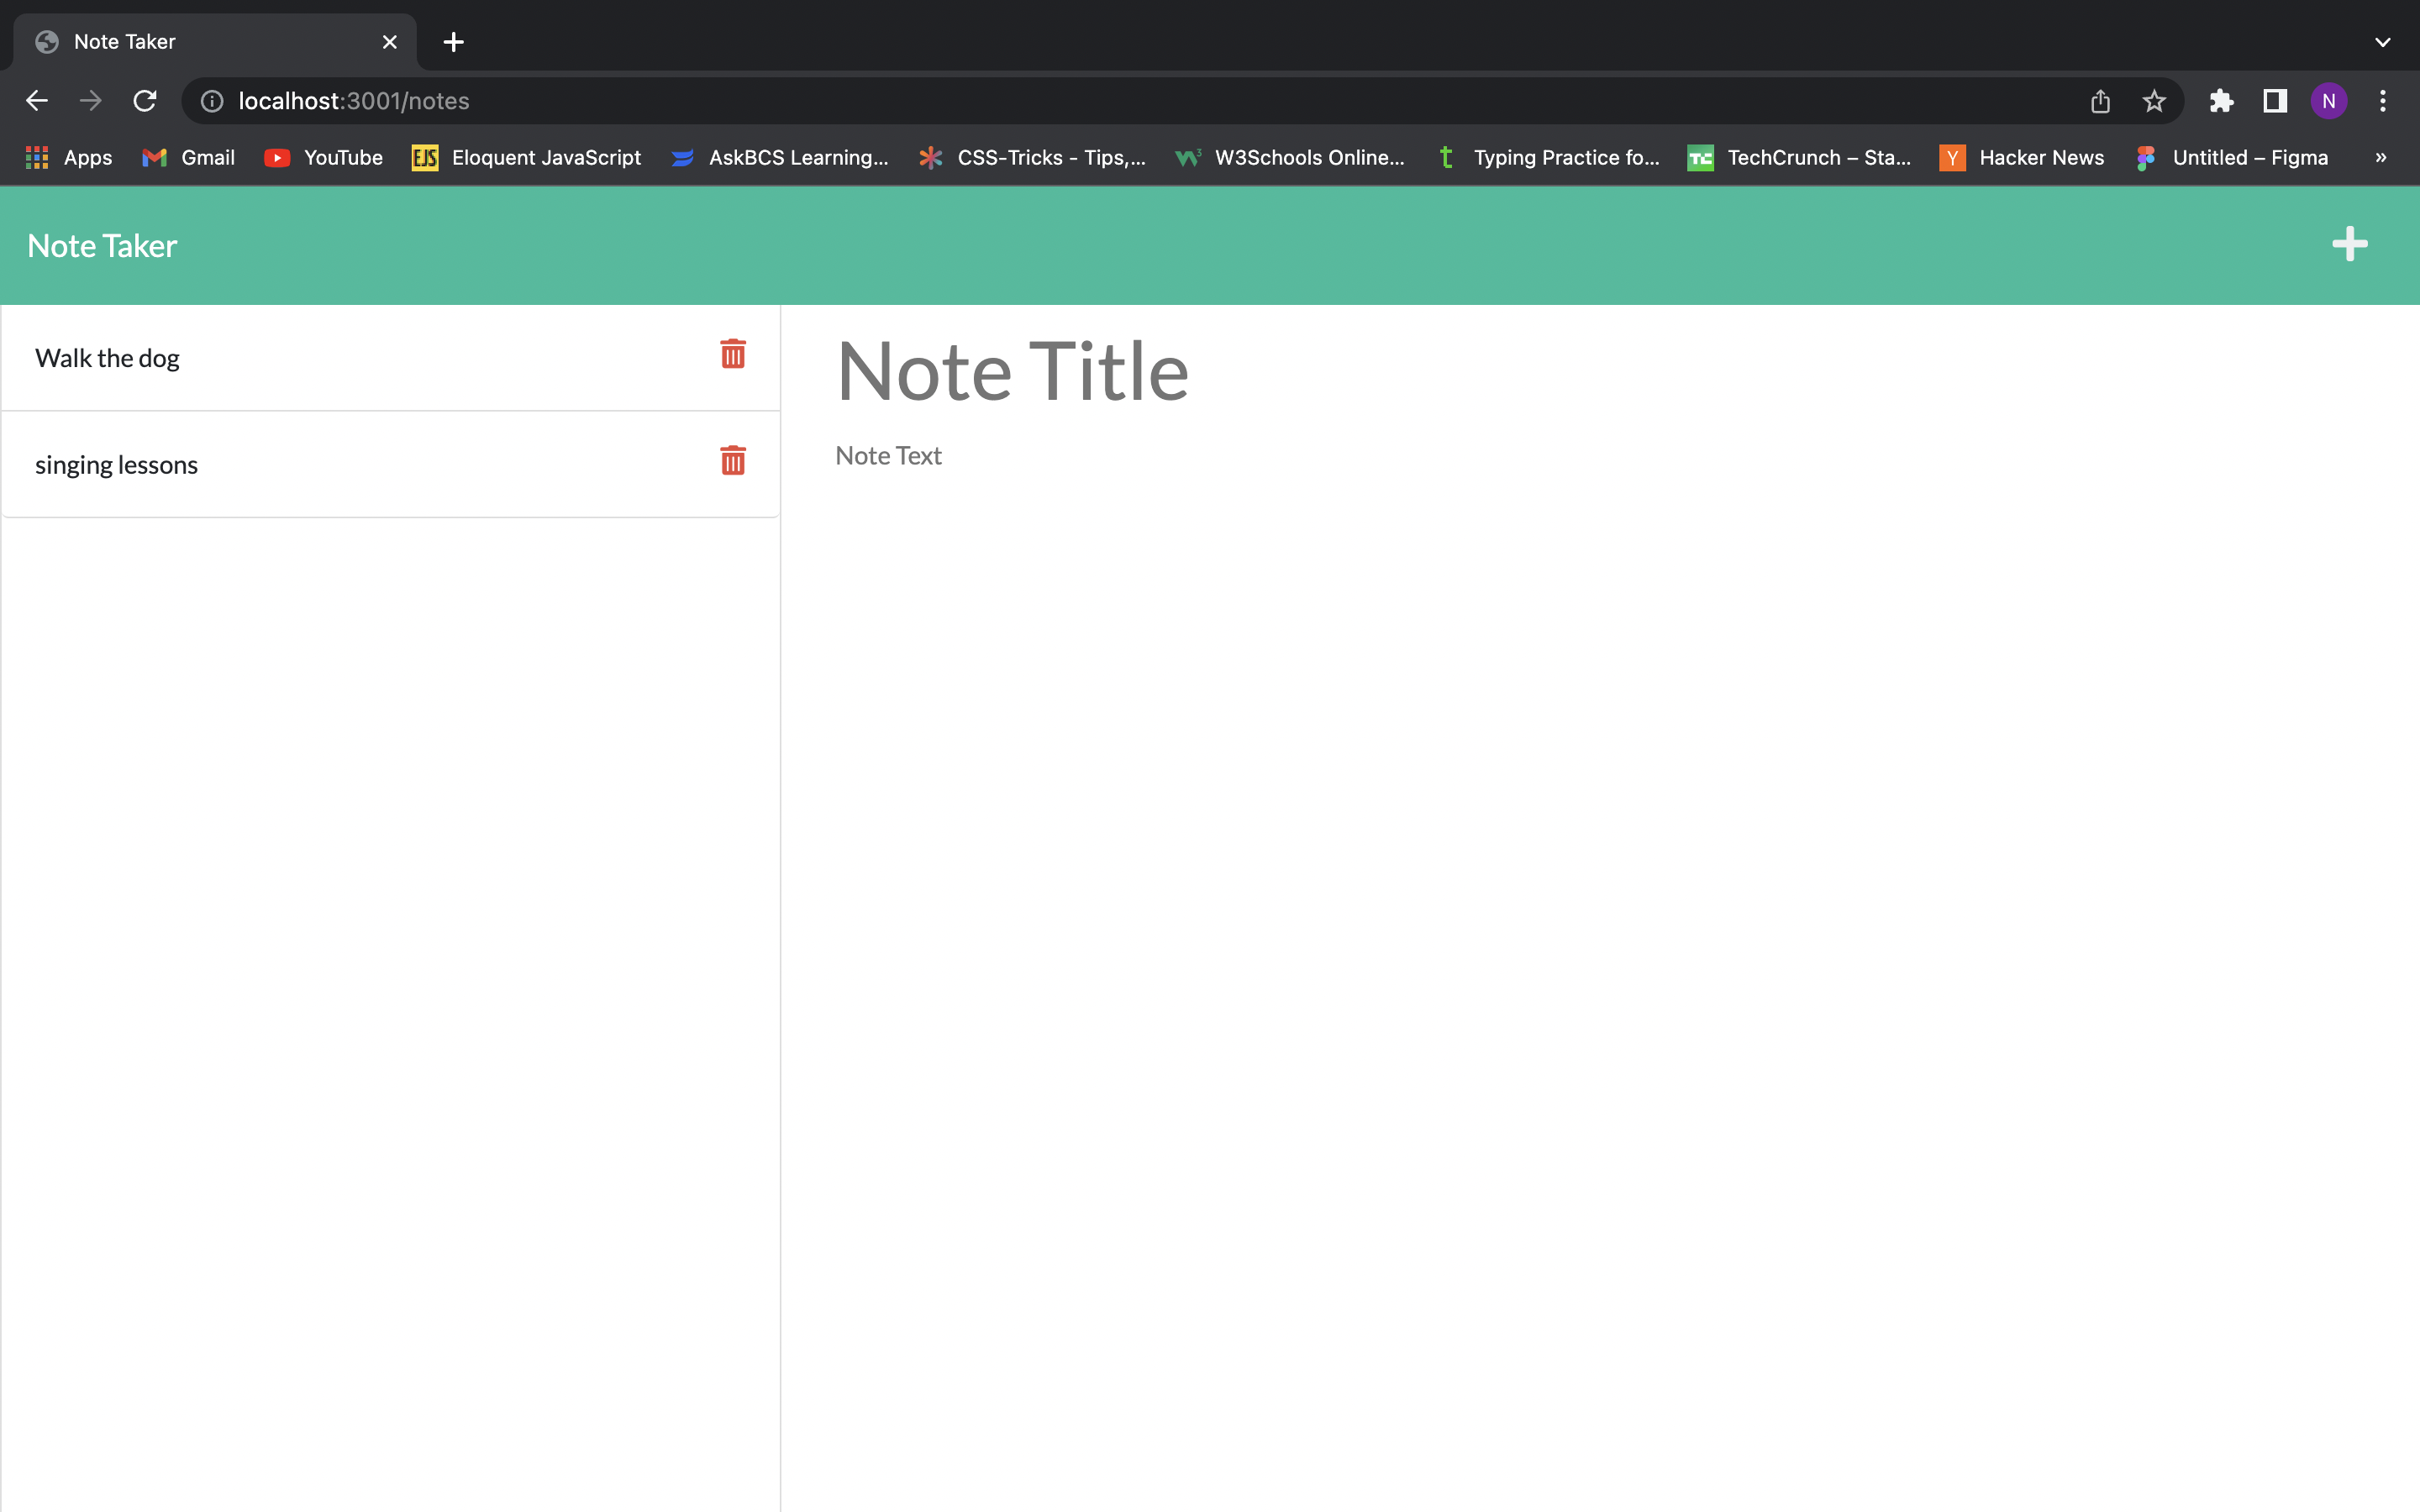 Note Taker
localhost:3001/notes
N
Apps Gmail YouTube EJS Eloquent JavaScript AskBCS Learning... CSS-Tricks - Tips,... W3Schools Online... t Typing Practice fo... TC TechCrunch – Sta... Y Hacker News Untitled – Figma »
Note Taker
Walk the dog
singing lessons
Note Title
Note Text